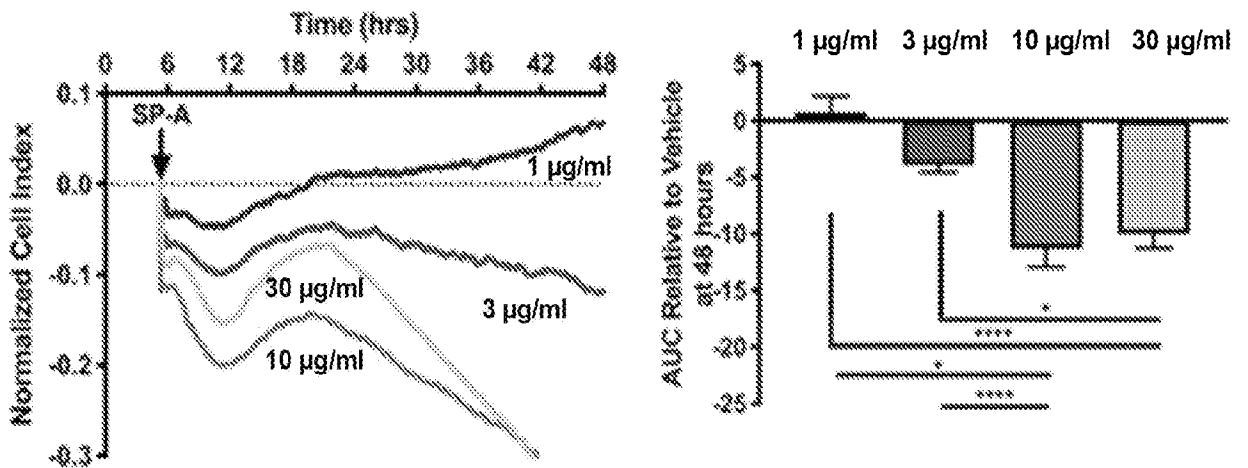 Time (hrs)
0 6 12 18 24 30 36 42 48
Normalized Cell Index
0.1
0.0
-0.1
-0.2
-0.3
SP-A
1 µg/ml
30 µg/ml
3 µg/ml
10 µg/ml
1 µg/ml 3 µg/ml 10 µg/ml 30 µg/ml
AUC Relative to Vehicle
at 48 hours
5
0
-5
-10
-15
-20
-25
*
****
*
****